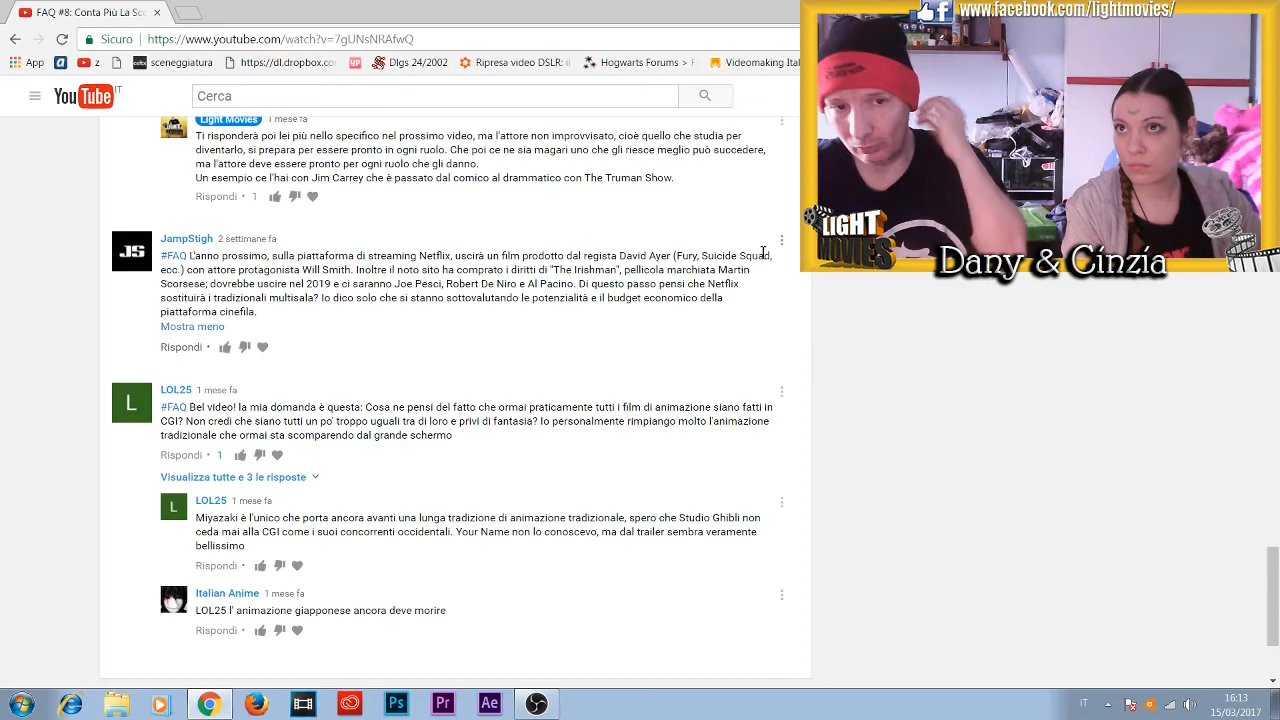 FAQ #8: Conta Più La Sc
www.facebook.com/lightmovies/
Sicuro
https://www.youtube.com/watch?v=7gUNsNRAfwQ
App
z
sceneggiatura
https://dl.dropbox.co
Dlgs 24/2002
Ripresa video DSLR: il
Hogwarts Forums > F
Videomaking Ital
YouTube IT
Cerca
Light Movies 1 mese fa
Ti risponderà poi lei più nello specifico nel prossimo video, ma l'attore non improvvisato, cioè quello che studia per
diventarlo, si prepara per essere pronto in ogni ruolo. Che poi ce ne sia magari uno che gli riesce meglio può succedere,
ma l'attore deve essere pronto per ogni ruolo che gli danno.
Un esempio ce l'hai con Jim Carrey che è passato dal comico al drammatico con The Truman Show.
Rispondi • 1
JS
JampStigh 2 settimane fa
#FAQ L'anno prossimo, sulla piattaforma di streaming Netflix, uscirà un film prodotto dal regista David Ayer (Fury, Suicide Squad,
ecc.) con attore protagonista Will Smith. Inoltre il noto sito ha comprato i diritti di "The Irishman", pellicola marchiata Martin
Scorsese; dovrebbe uscire nel 2019 e ci saranno Joe Pesci, Robert De Niro e Al Pacino. Di questo passo pensi che Netflix
sostituirà i tradizionali multisala? Io dico solo che si stanno sottovalutando le potenzialità e il budget economico della
piattaforma cinefila.
Mostra meno
Rispondi •
L
LOL25 1 mese fa
#FAQ Bel video! la mia domanda è questa: Cosa ne pensi del fatto che ormai praticamente tutti i film di animazione siano fatti in
CGI? Non credi che siano tutti un po' troppo uguali tra di loro e privi di fantasia? Io personalmente rimpiango molto l'animazione
tradizionale che ormai sta scomparendo dal grande schermo
Rispondi • 1
Visualizza tutte e 3 le risposte
L
LOL25 1 mese fa
Miyazaki è l'unico che porta ancora avanti una lunga tradizione di animazione tradizionale, spero che Studio Ghibli non
ceda mai alla CGI come i suoi concorrenti occidentali. Your Name non lo conoscevo, ma dal trailer sembra veramente
bellissimo
Rispondi •
Italian Anime 1 mese fa
LOL25 l' animazione giapponese ancora deve morire
Rispondi •
LIGHT
MOVIES
Dany & Cinzia
Ps
Pr
Ae
IT
16:13
15/03/2017